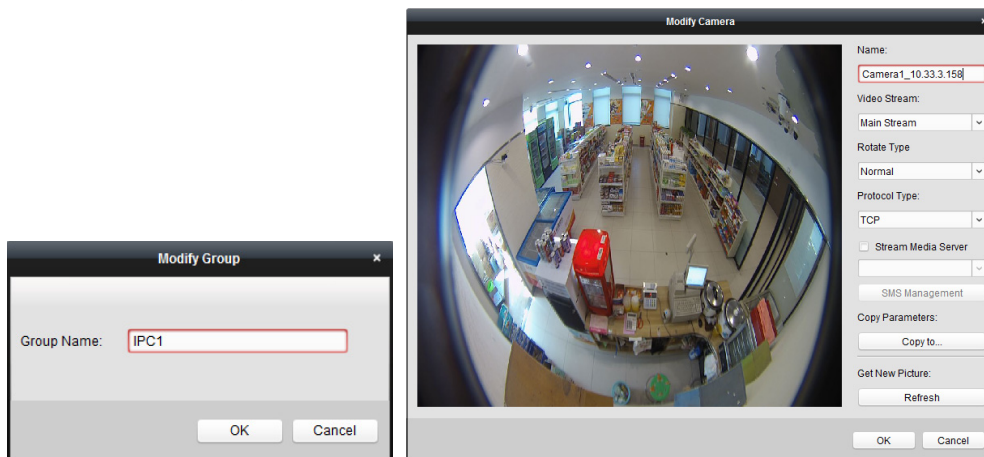 Modify Group
×
Group Name:
IPC1
OK
Cancel
Modify Camera
×
Name:
Camera1_10.33.3.158
Video Stream:
Main Stream
Rotate Type
Normal
Protocol Type:
TCP
Stream Media Server
SMS Management
Copy Parameters:
Copy to...
Get New Picture:
Refresh
OK
Cancel